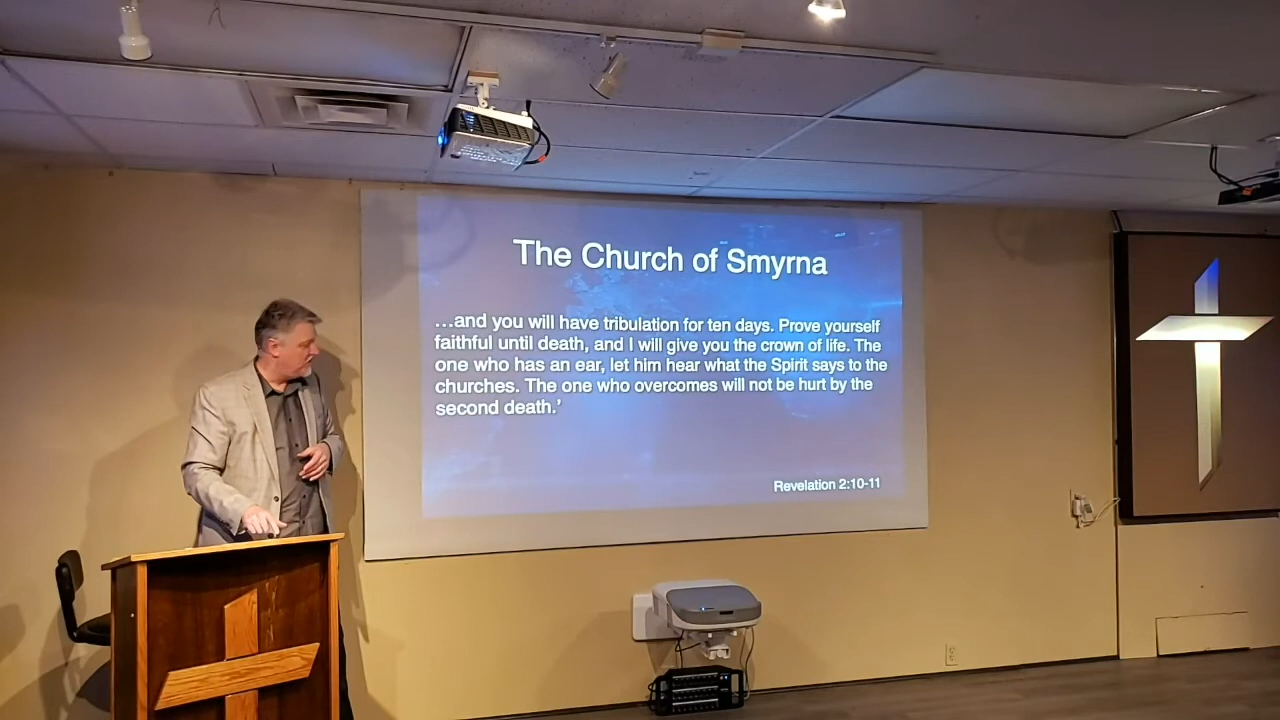 The Church of Smyrna
...and you will have tribulation for ten days. Prove yourself
faithful until death, and I will give you the crown of life. The
one who has an ear, let him hear what the Spirit says to the
churches. The one who overcomes will not be hurt by the
second death.’
Revelation 2:10-11